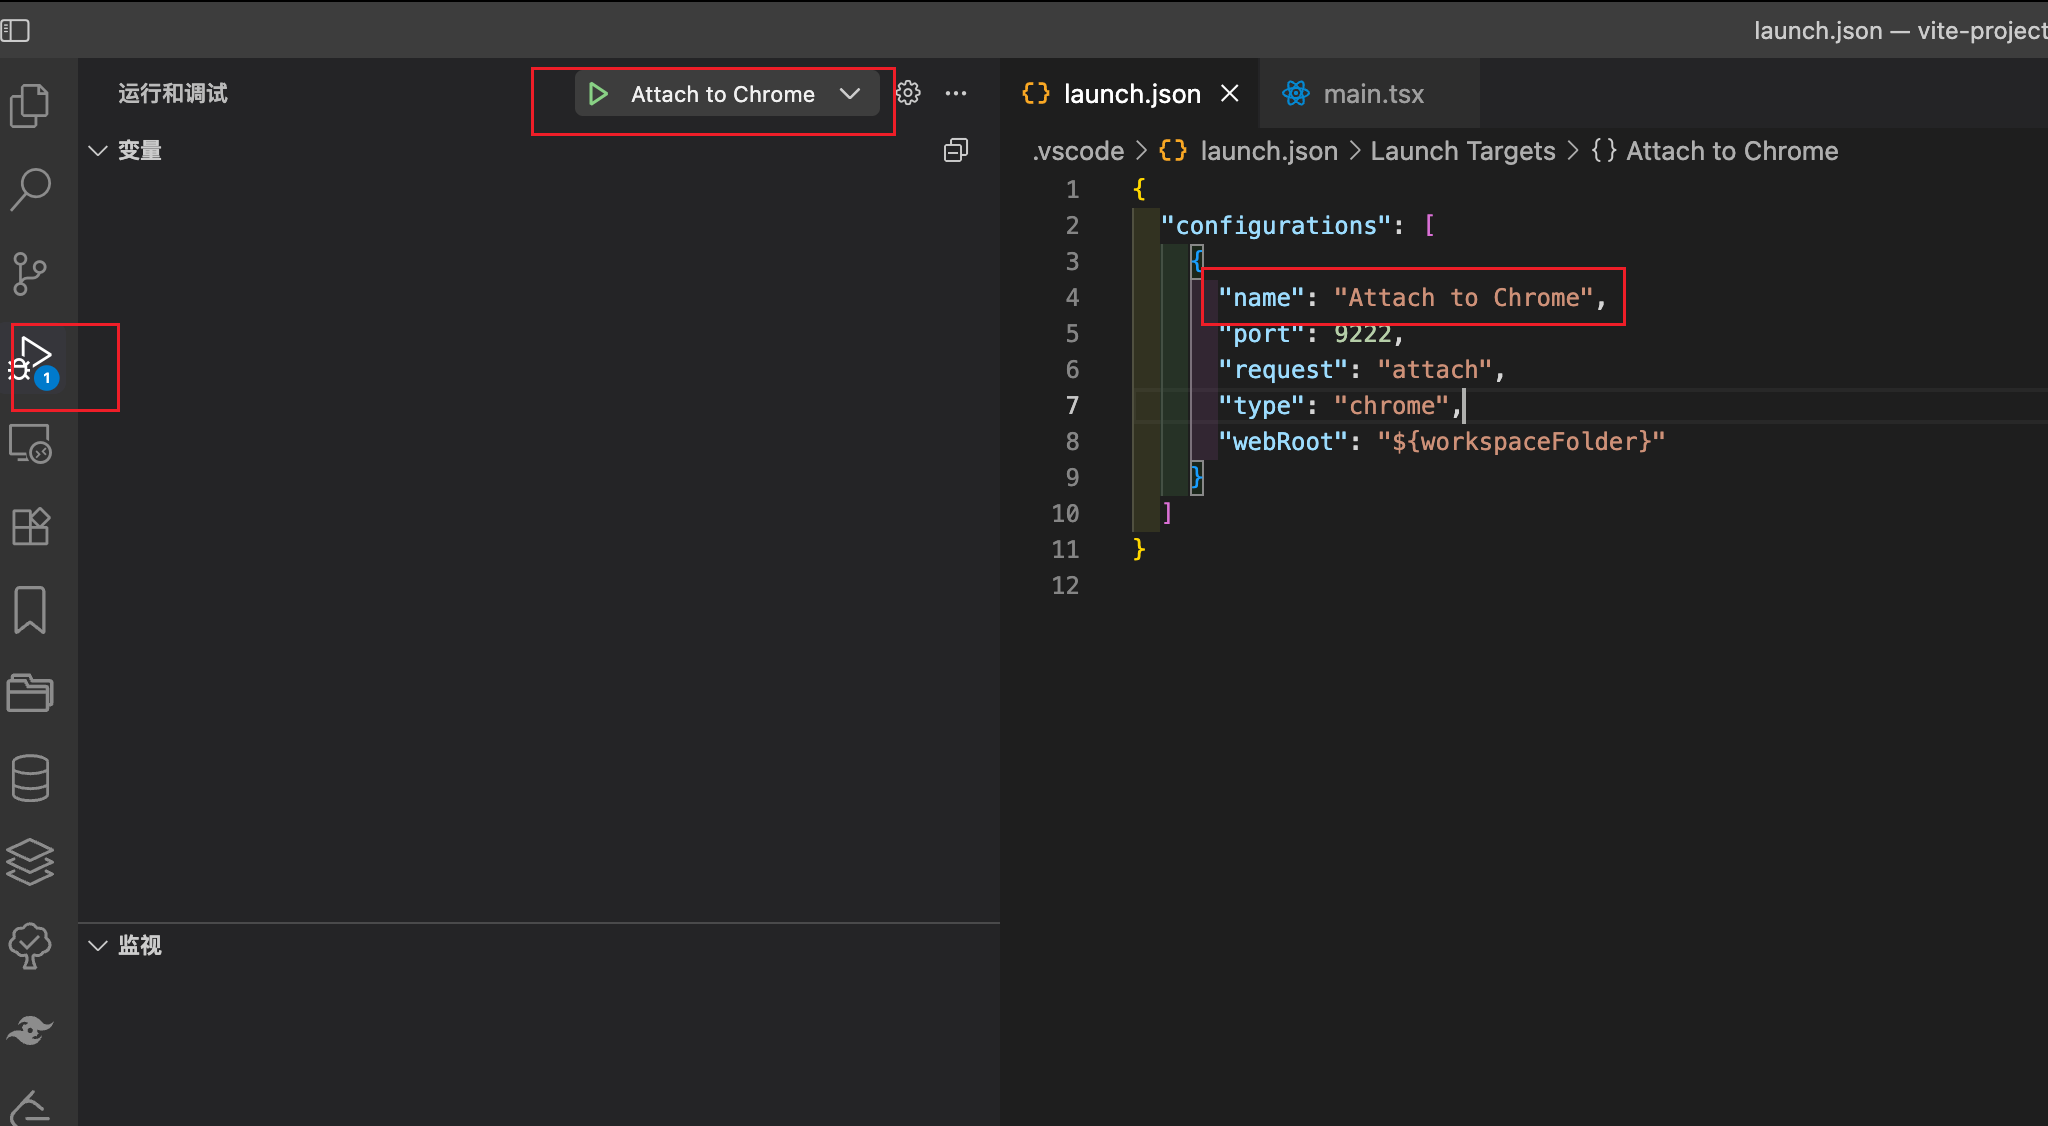 launch.json — vite-project
运行和调试
Attach to Chrome
变量
1
监视
launch.json
main.tsx
.vscode > {} launch.json > Launch Targets > {} Attach to Chrome
1 {
2 "configurations": [
3 {
4 "name": "Attach to Chrome",
5 "port": 9222,
6 "request": "attach",
7 "type": "chrome",
8 "webRoot": "${workspaceFolder}"
9 }
10 ]
11 }
12